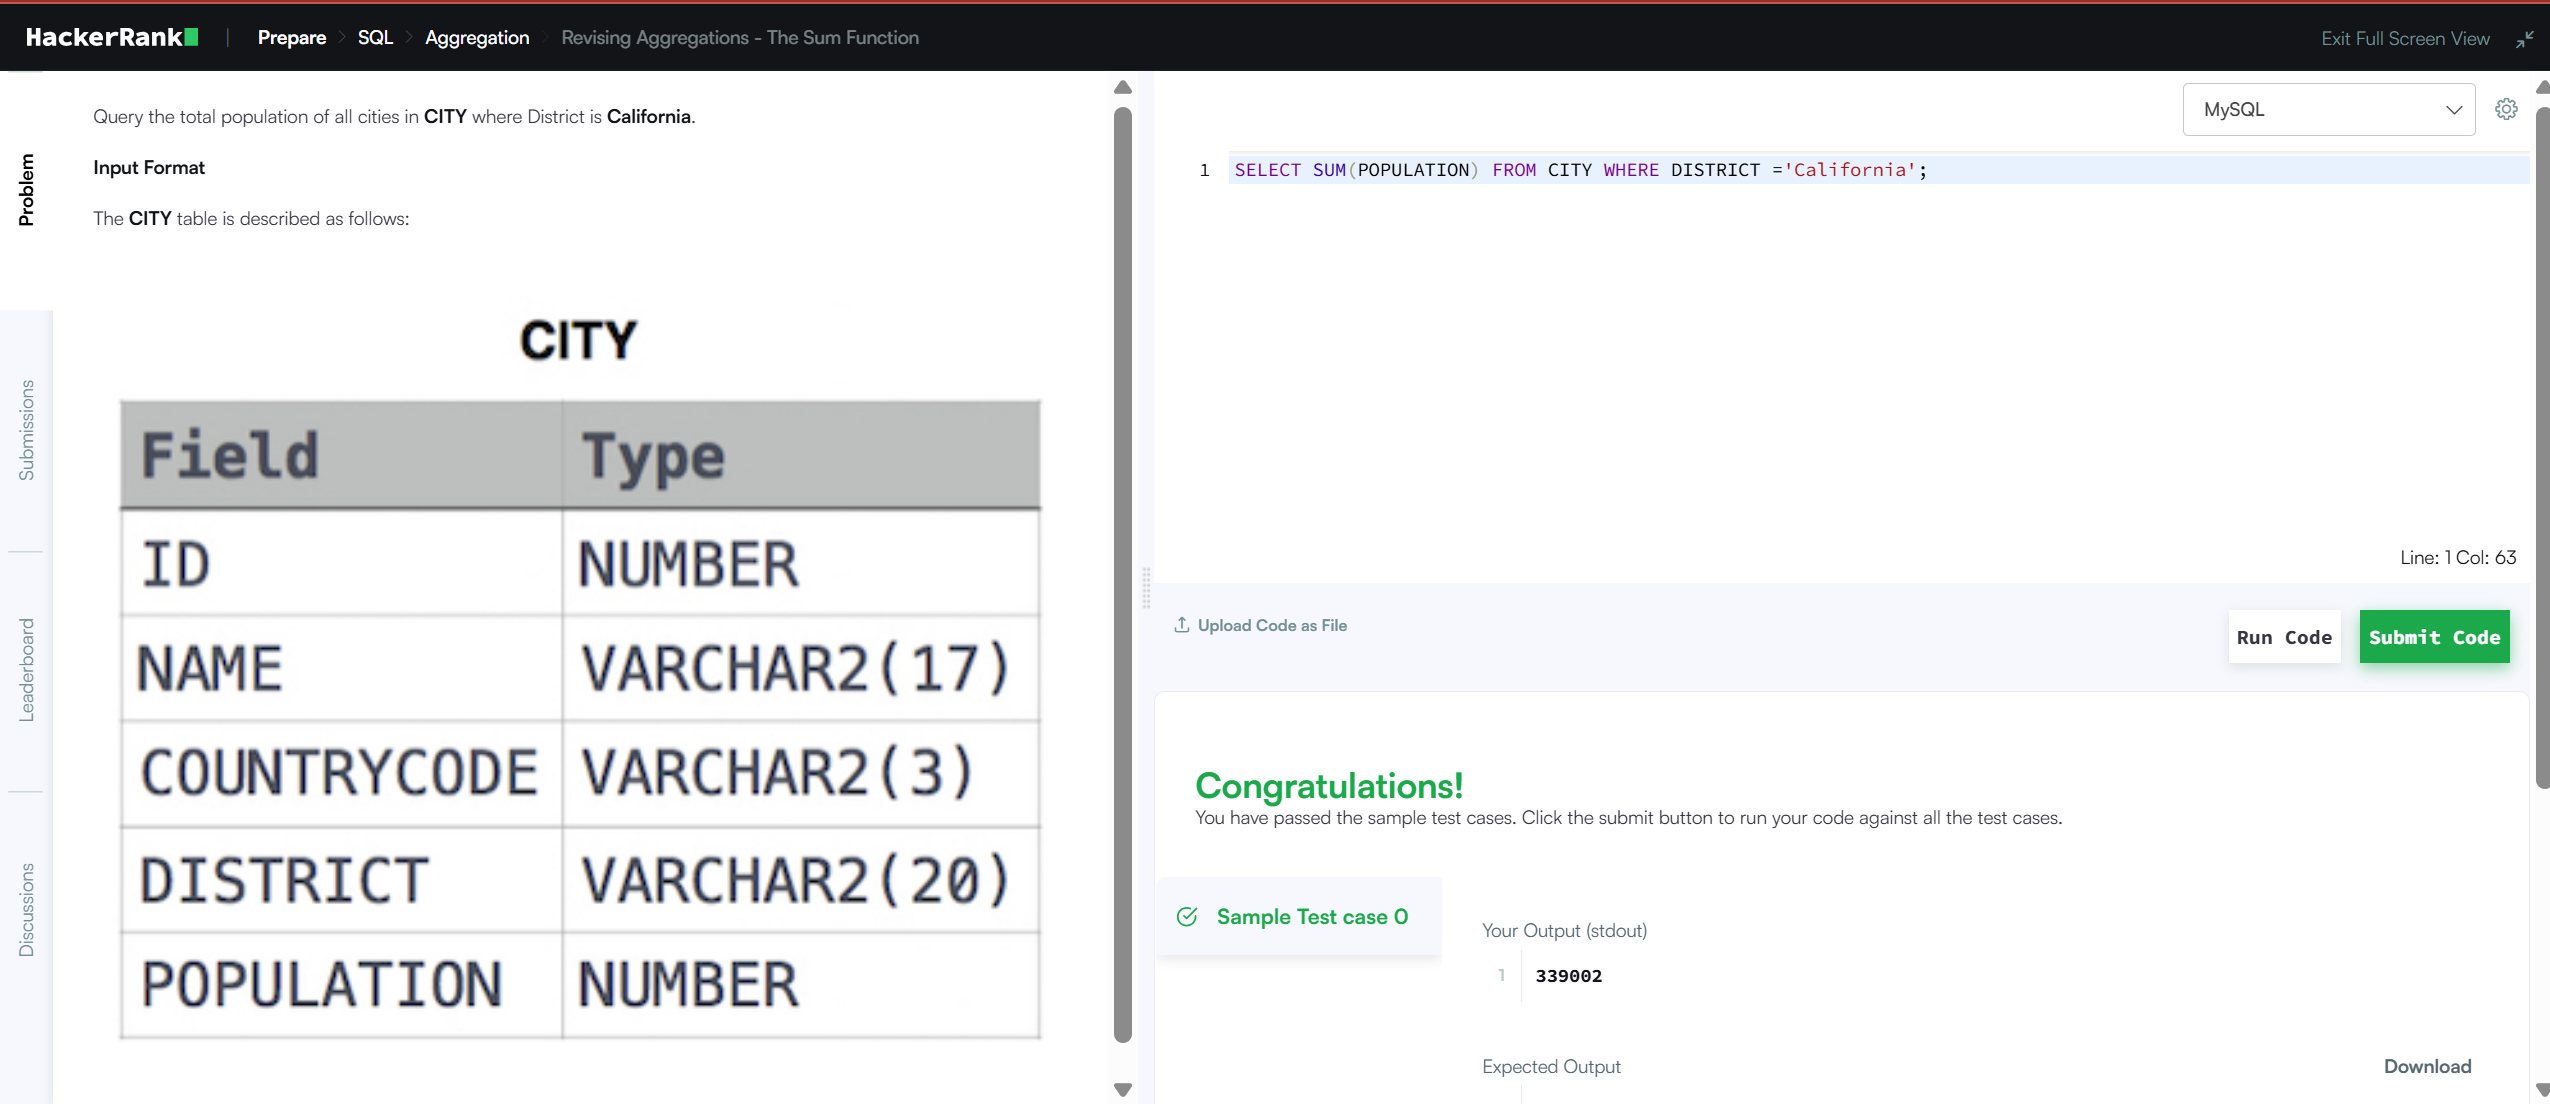 HackerRank | Prepare > SQL > Aggregation > Revising Aggregations - The Sum Function
Exit Full Screen View
Problem
Submissions
Leaderboard
Discussions
Query the total population of all cities in CITY where District is California.
Input Format
The CITY table is described as follows:
CITY
Field Type
ID NUMBER
NAME VARCHAR2(17)
COUNTRYCODE VARCHAR2(3)
DISTRICT VARCHAR2(20)
POPULATION NUMBER
MySQL
1 SELECT SUM(POPULATION) FROM CITY WHERE DISTRICT ='California';
Line: 1 Col: 63
Upload Code as File
Run Code
Submit Code
Congratulations!
You have passed the sample test cases. Click the submit button to run your code against all the test cases.
Sample Test case 0
Your Output (stdout)
1 339002
Expected Output
Download